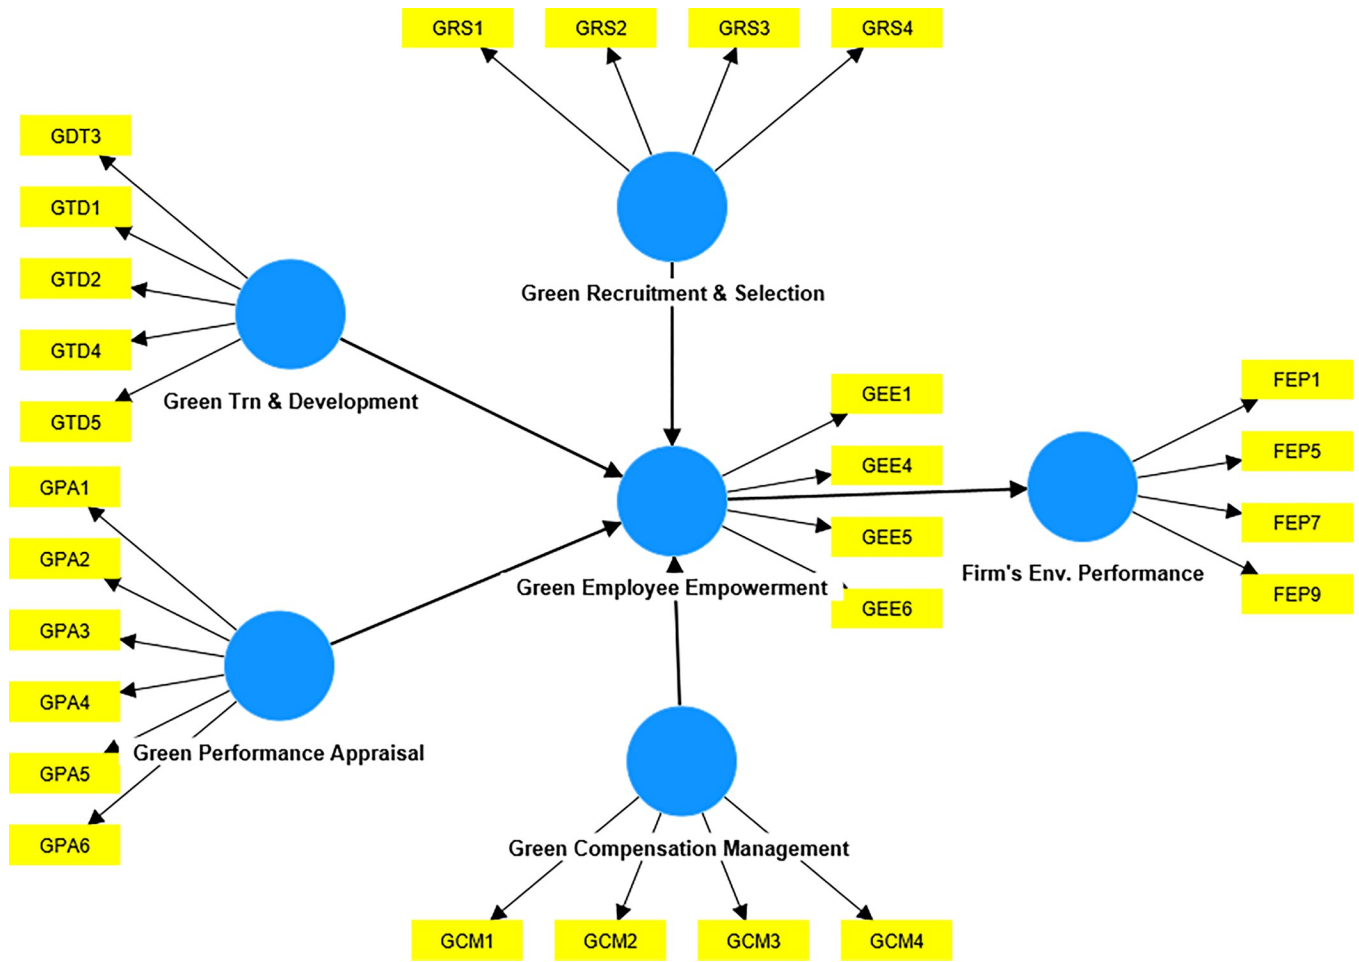 GRS1 GRS2 GRS3 GRS4
GDT3
GTD1
GTD2
GTD4
GTD5
Green Trn & Development
Green Recruitment & Selection
GPA1
GPA2
GPA3
GPA4
GPA5
GPA6
Green Performance Appraisal
GEE1
GEE4
GEE5
GEE6
Green Employee Empowerment
FEP1
FEP5
FEP7
FEP9
Firm's Env. Performance
Green Compensation Management
GCM1 GCM2 GCM3 GCM4